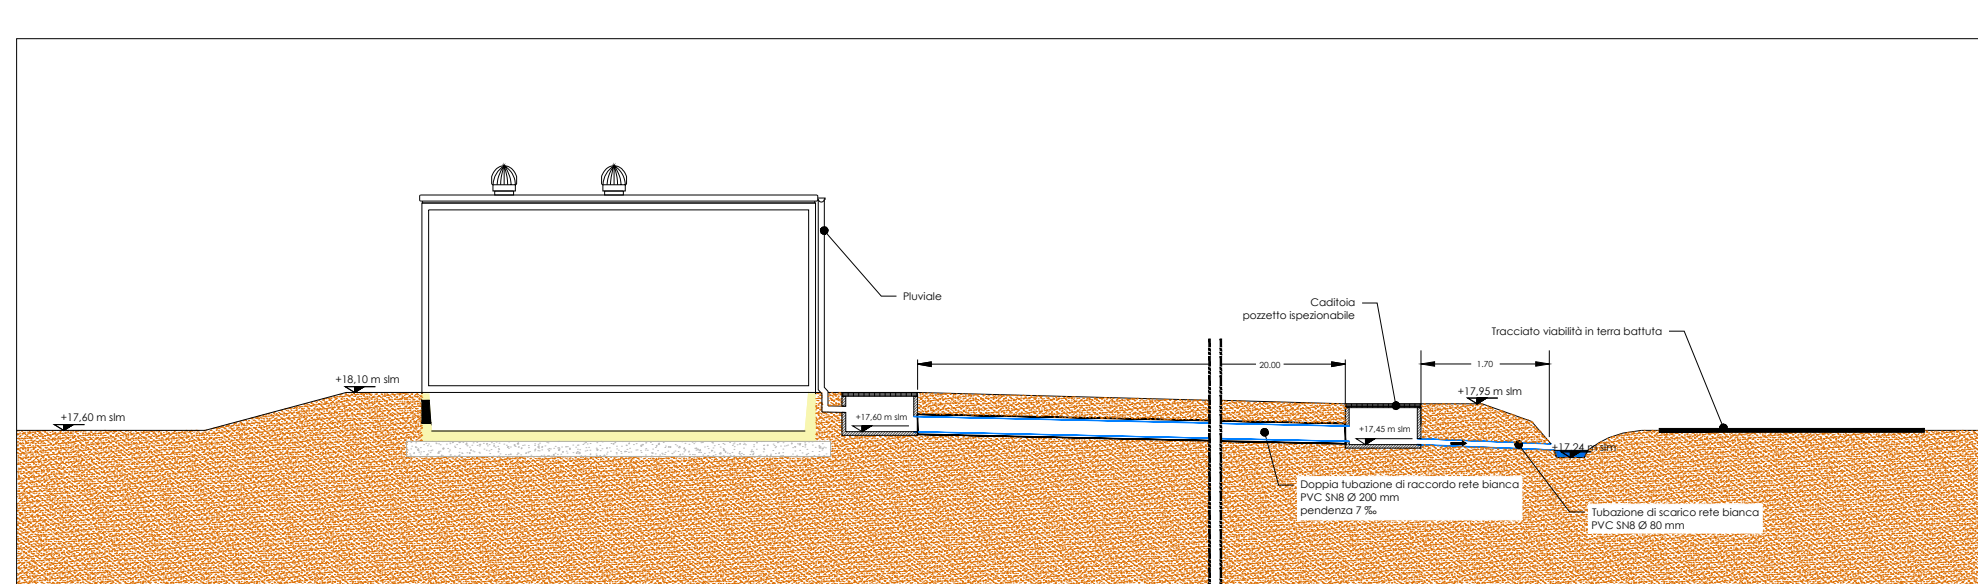 Pluviale
Caditoia
pozzetto ispezionabile
Tracciato viabilità in terra battuta
20.00
1.70
+18,10 m slm
+17,95 m slm
+17,60 m slm
+17,60 m slm
+17,45 m slm
+17,24 m slm
Doppia tubazione di raccordo rete bianca
PVC SN8 Ø 200 mm
pendenza 7 ‰
Tubazione di scarico rete bianca
PVC SN8 Ø 80 mm